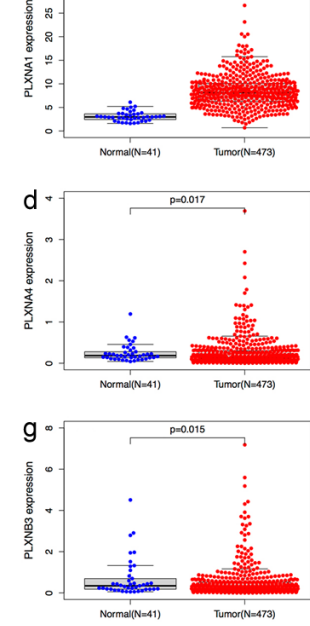 PLXNA1 expression
25
20
15
10
5
0
Normal(N=41) Tumor(N=473)
d
PLXNA4 expression
4
3
2
1
0
p=0.017
Normal(N=41) Tumor(N=473)
g
PLXNB3 expression
8
6
4
2
0
p=0.015
Normal(N=41) Tumor(N=473)